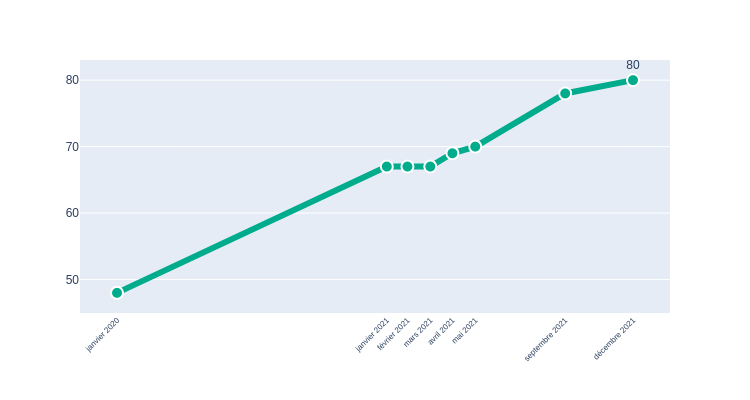 80
80
70
60
50
janvier 2020
janvier 2021
février 2021
mars 2021
avril 2021
mai 2021
septembre 2021
décembre 2021